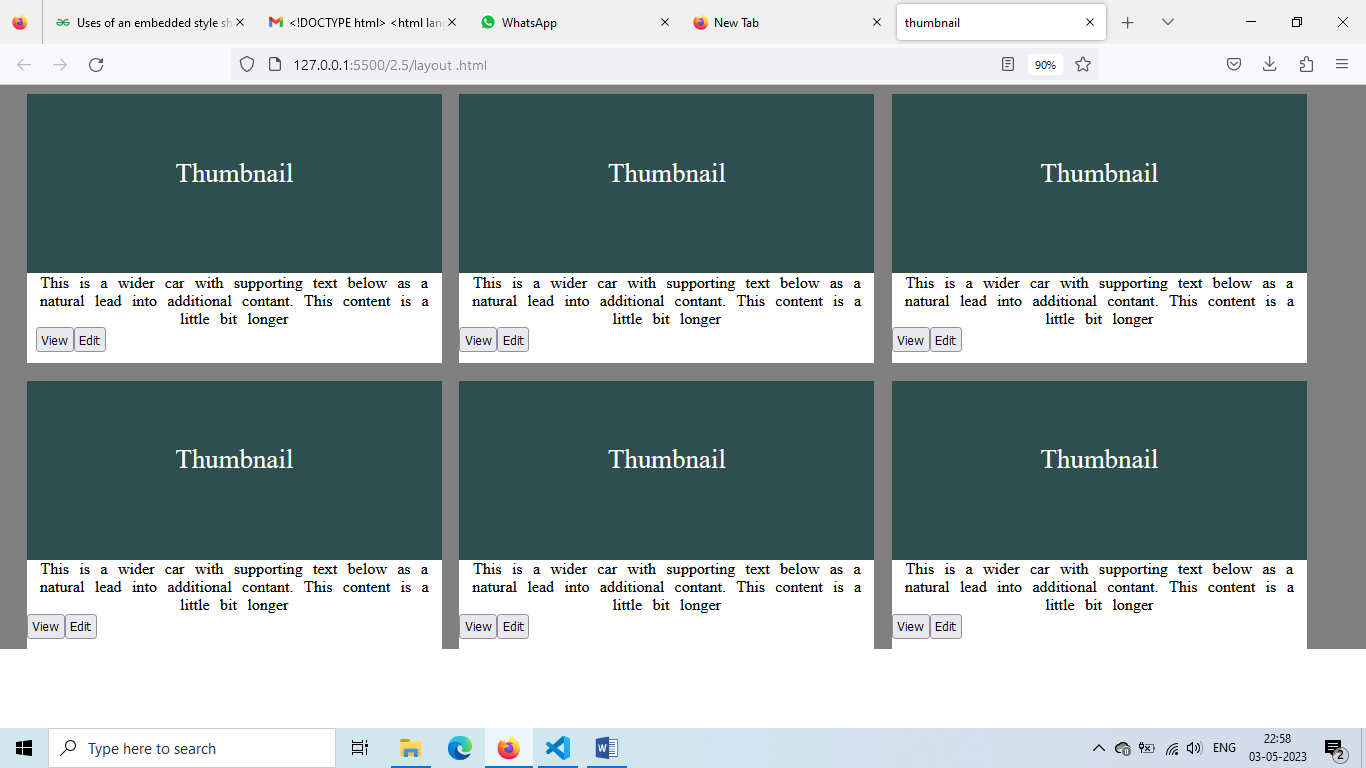 Uses of an embedded style sh
<!DOCTYPE html> <html lan
WhatsApp
New Tab
thumbnail
127.0.0.1:5500/2.5/layout .html
90%
Thumbnail
Thumbnail
Thumbnail
This is a wider car with supporting text below as a
natural lead into additional contant. This content is a
little bit longer
View Edit
This is a wider car with supporting text below as a
natural lead into additional contant. This content is a
little bit longer
View Edit
This is a wider car with supporting text below as a
natural lead into additional contant. This content is a
little bit longer
View Edit
Thumbnail
Thumbnail
Thumbnail
This is a wider car with supporting text below as a
natural lead into additional contant. This content is a
little bit longer
View Edit
This is a wider car with supporting text below as a
natural lead into additional contant. This content is a
little bit longer
View Edit
This is a wider car with supporting text below as a
natural lead into additional contant. This content is a
little bit longer
View Edit
Type here to search
ENG
22:58
03-05-2023
2